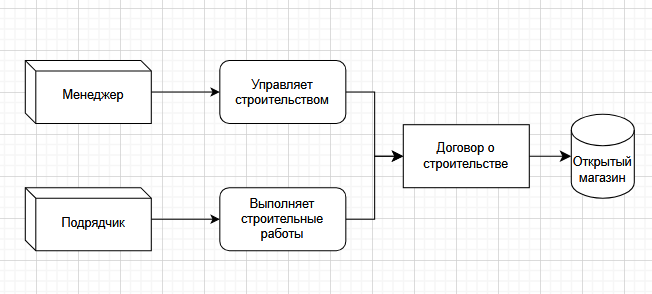 Менеджер
Управляет
строительством
Договор о
строительстве
Открытый
магазин
Подрядчик
Выполняет
строительные
работы